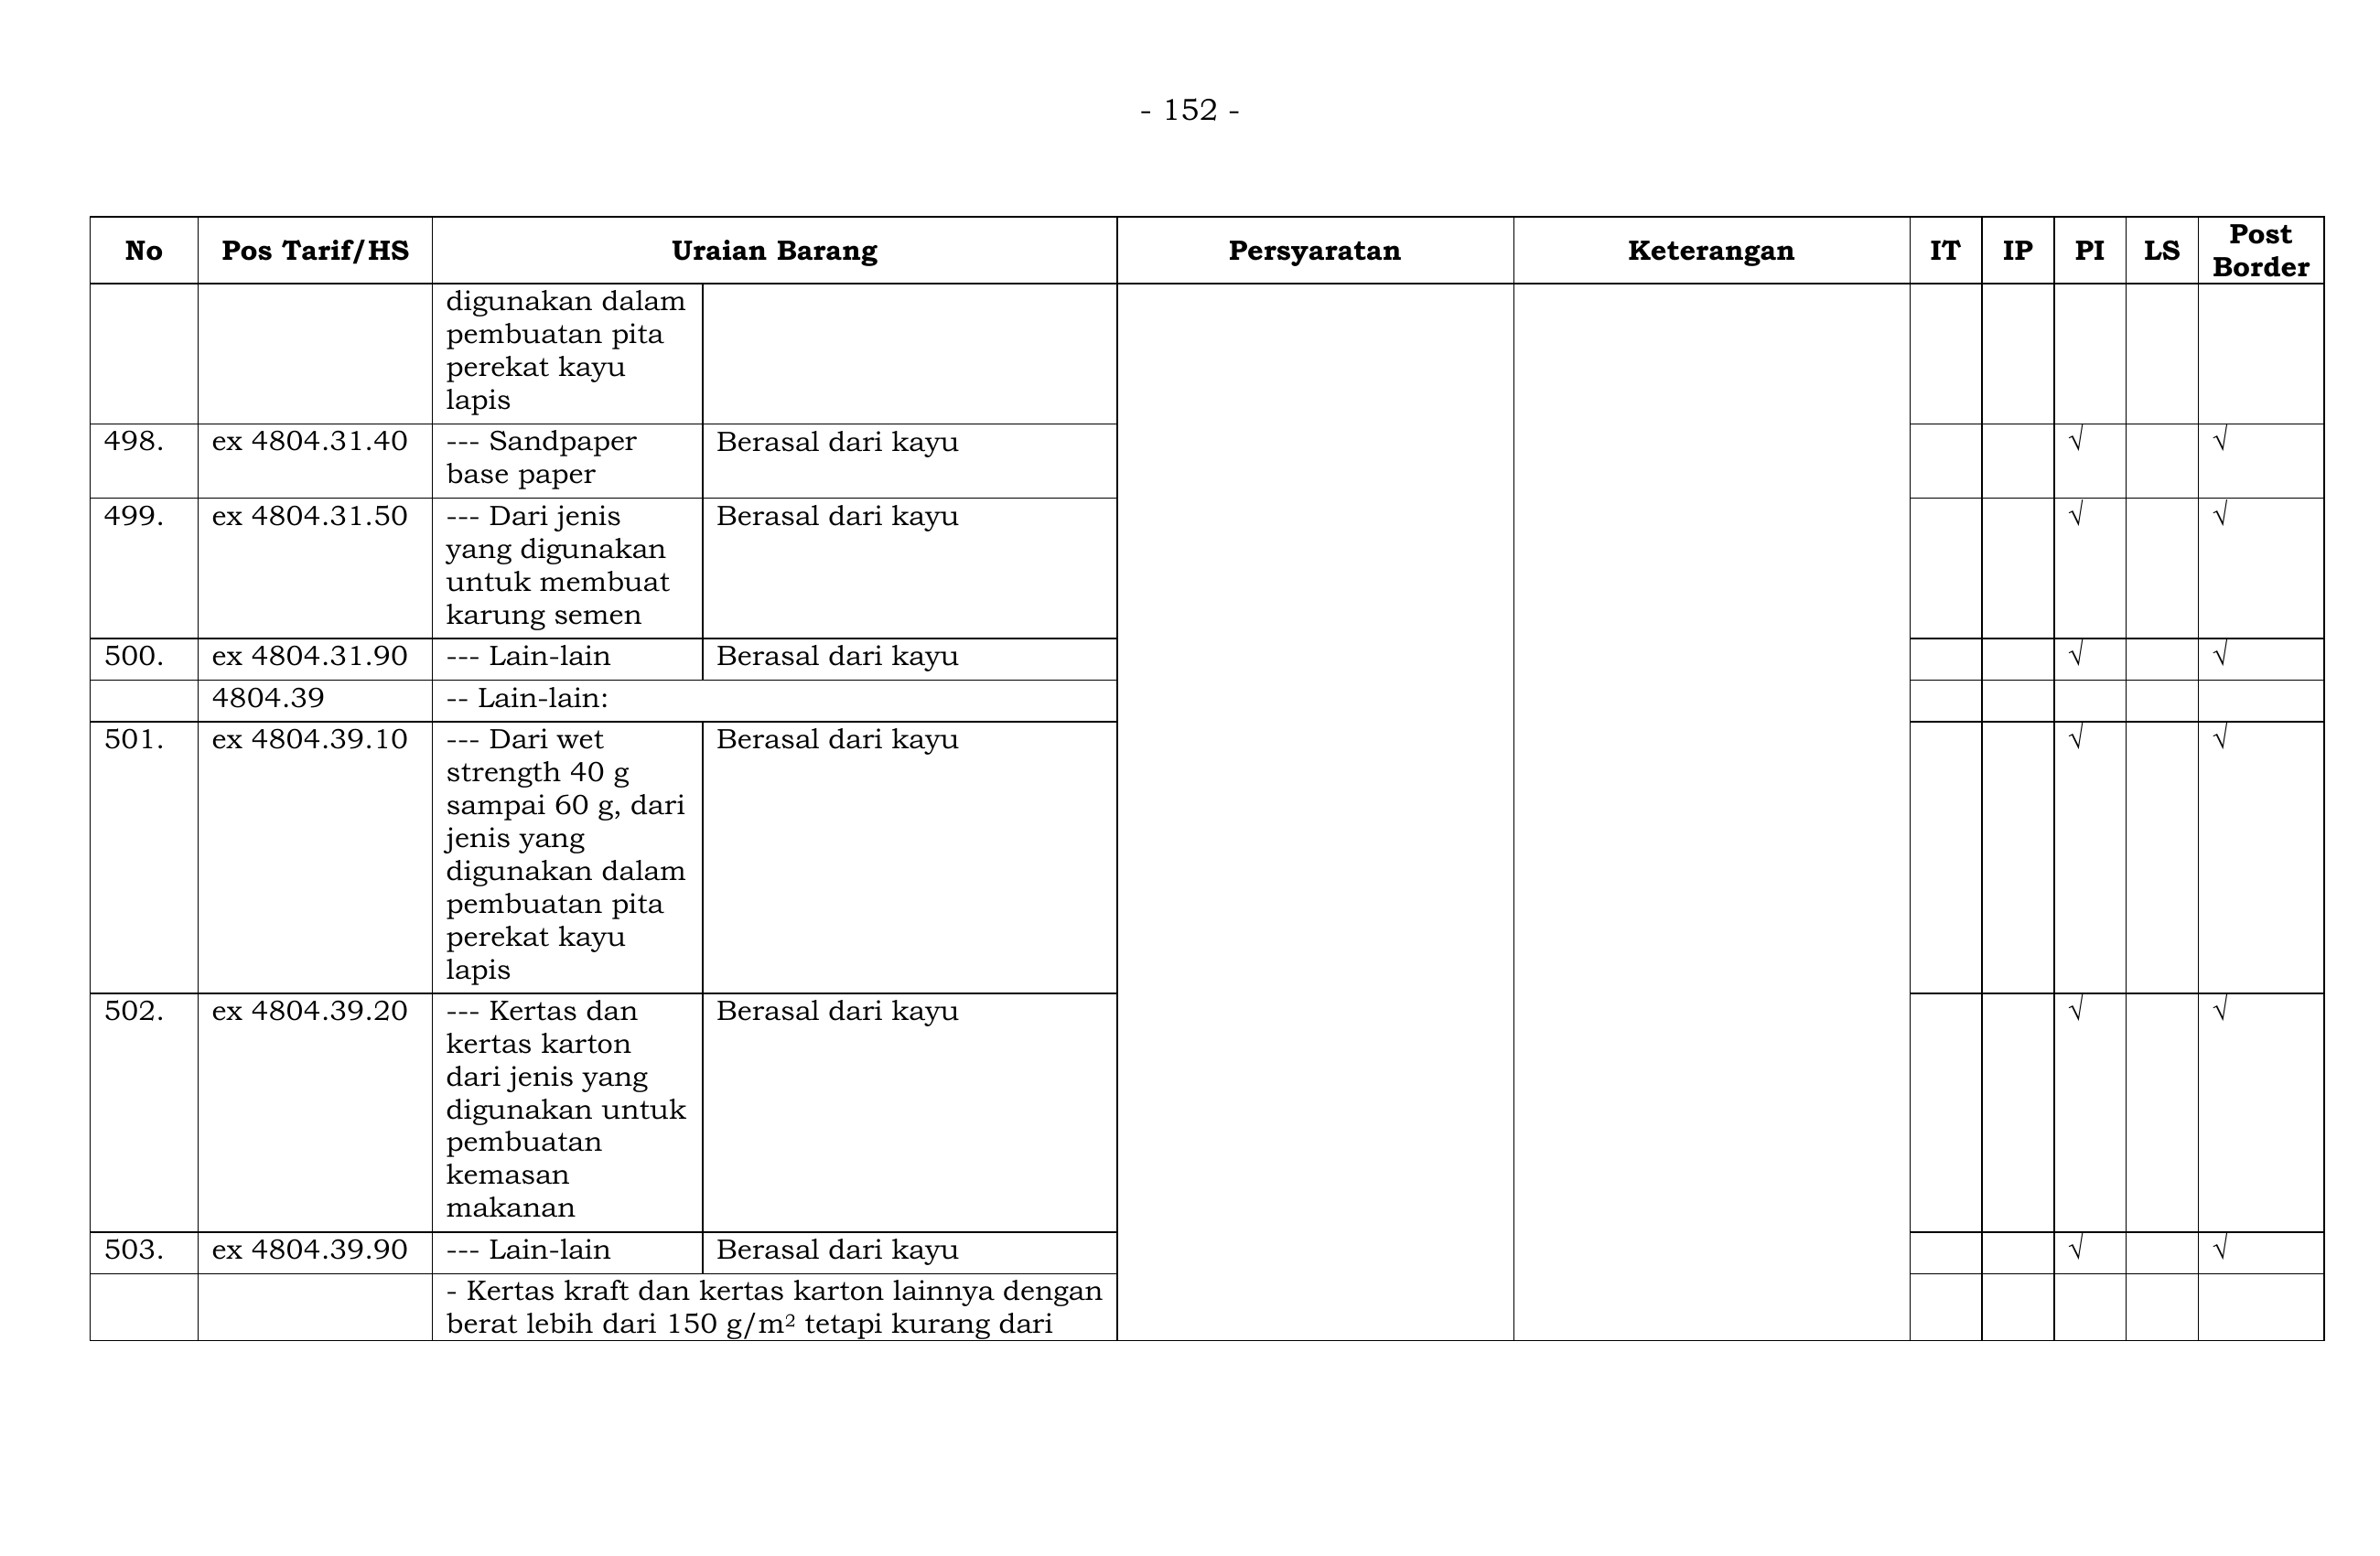 - 152 -
No Pos Tarif/HS Uraian Barang Persyaratan Keterangan IT IP PI LS Post Border
digunakan dalam
pembuatan pita
perekat kayu
lapis
498. ex 4804.31.40 --- Sandpaper Berasal dari kayu √ √
base paper
499. ex 4804.31.50 --- Dari jenis Berasal dari kayu √ √
yang digunakan
untuk membuat
karung semen
500. ex 4804.31.90 --- Lain-lain Berasal dari kayu √ √
4804.39 -- Lain-lain:
501. ex 4804.39.10 --- Dari wet Berasal dari kayu √ √
strength 40 g
sampai 60 g, dari
jenis yang
digunakan dalam
pembuatan pita
perekat kayu
lapis
502. ex 4804.39.20 --- Kertas dan Berasal dari kayu √ √
kertas karton
dari jenis yang
digunakan untuk
pembuatan
kemasan
makanan
503. ex 4804.39.90 --- Lain-lain Berasal dari kayu √ √
- Kertas kraft dan kertas karton lainnya dengan
berat lebih dari 150 g/m² tetapi kurang dari